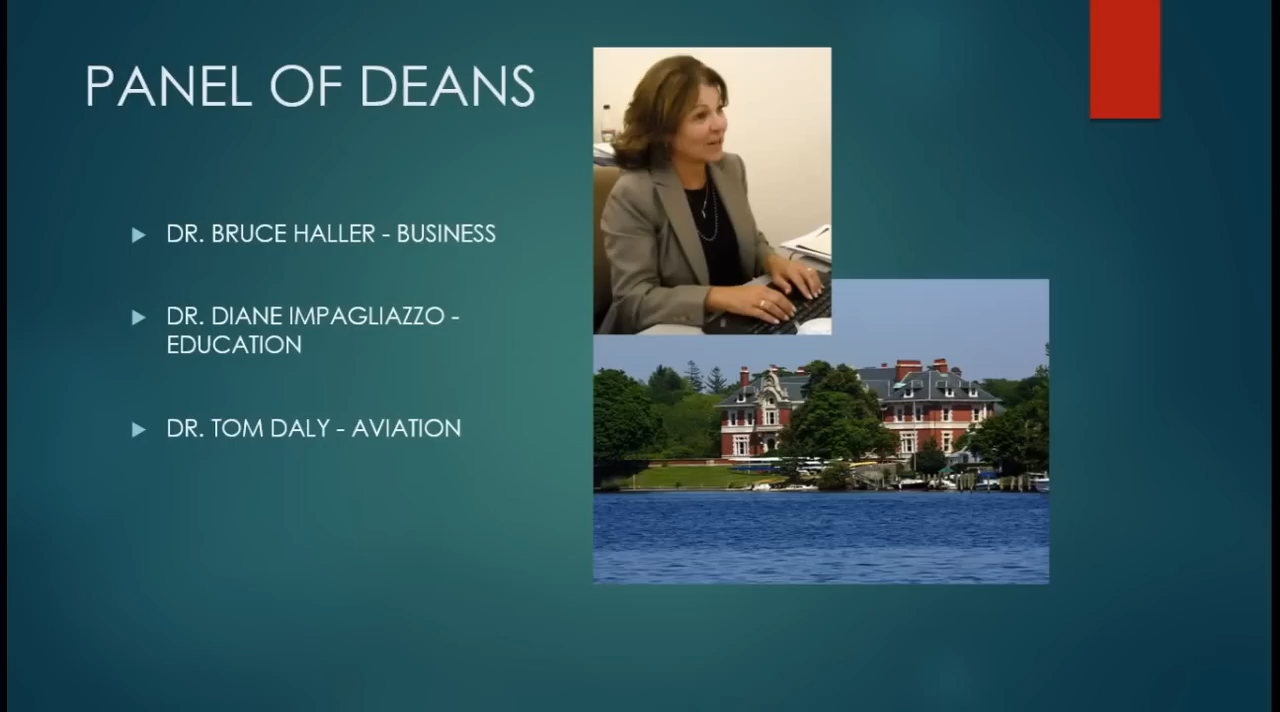 PANEL OF DEANS
DR. BRUCE HALLER - BUSINESS
DR. DIANE IMPAGLIAZZO -
EDUCATION
DR. TOM DALY - AVIATION